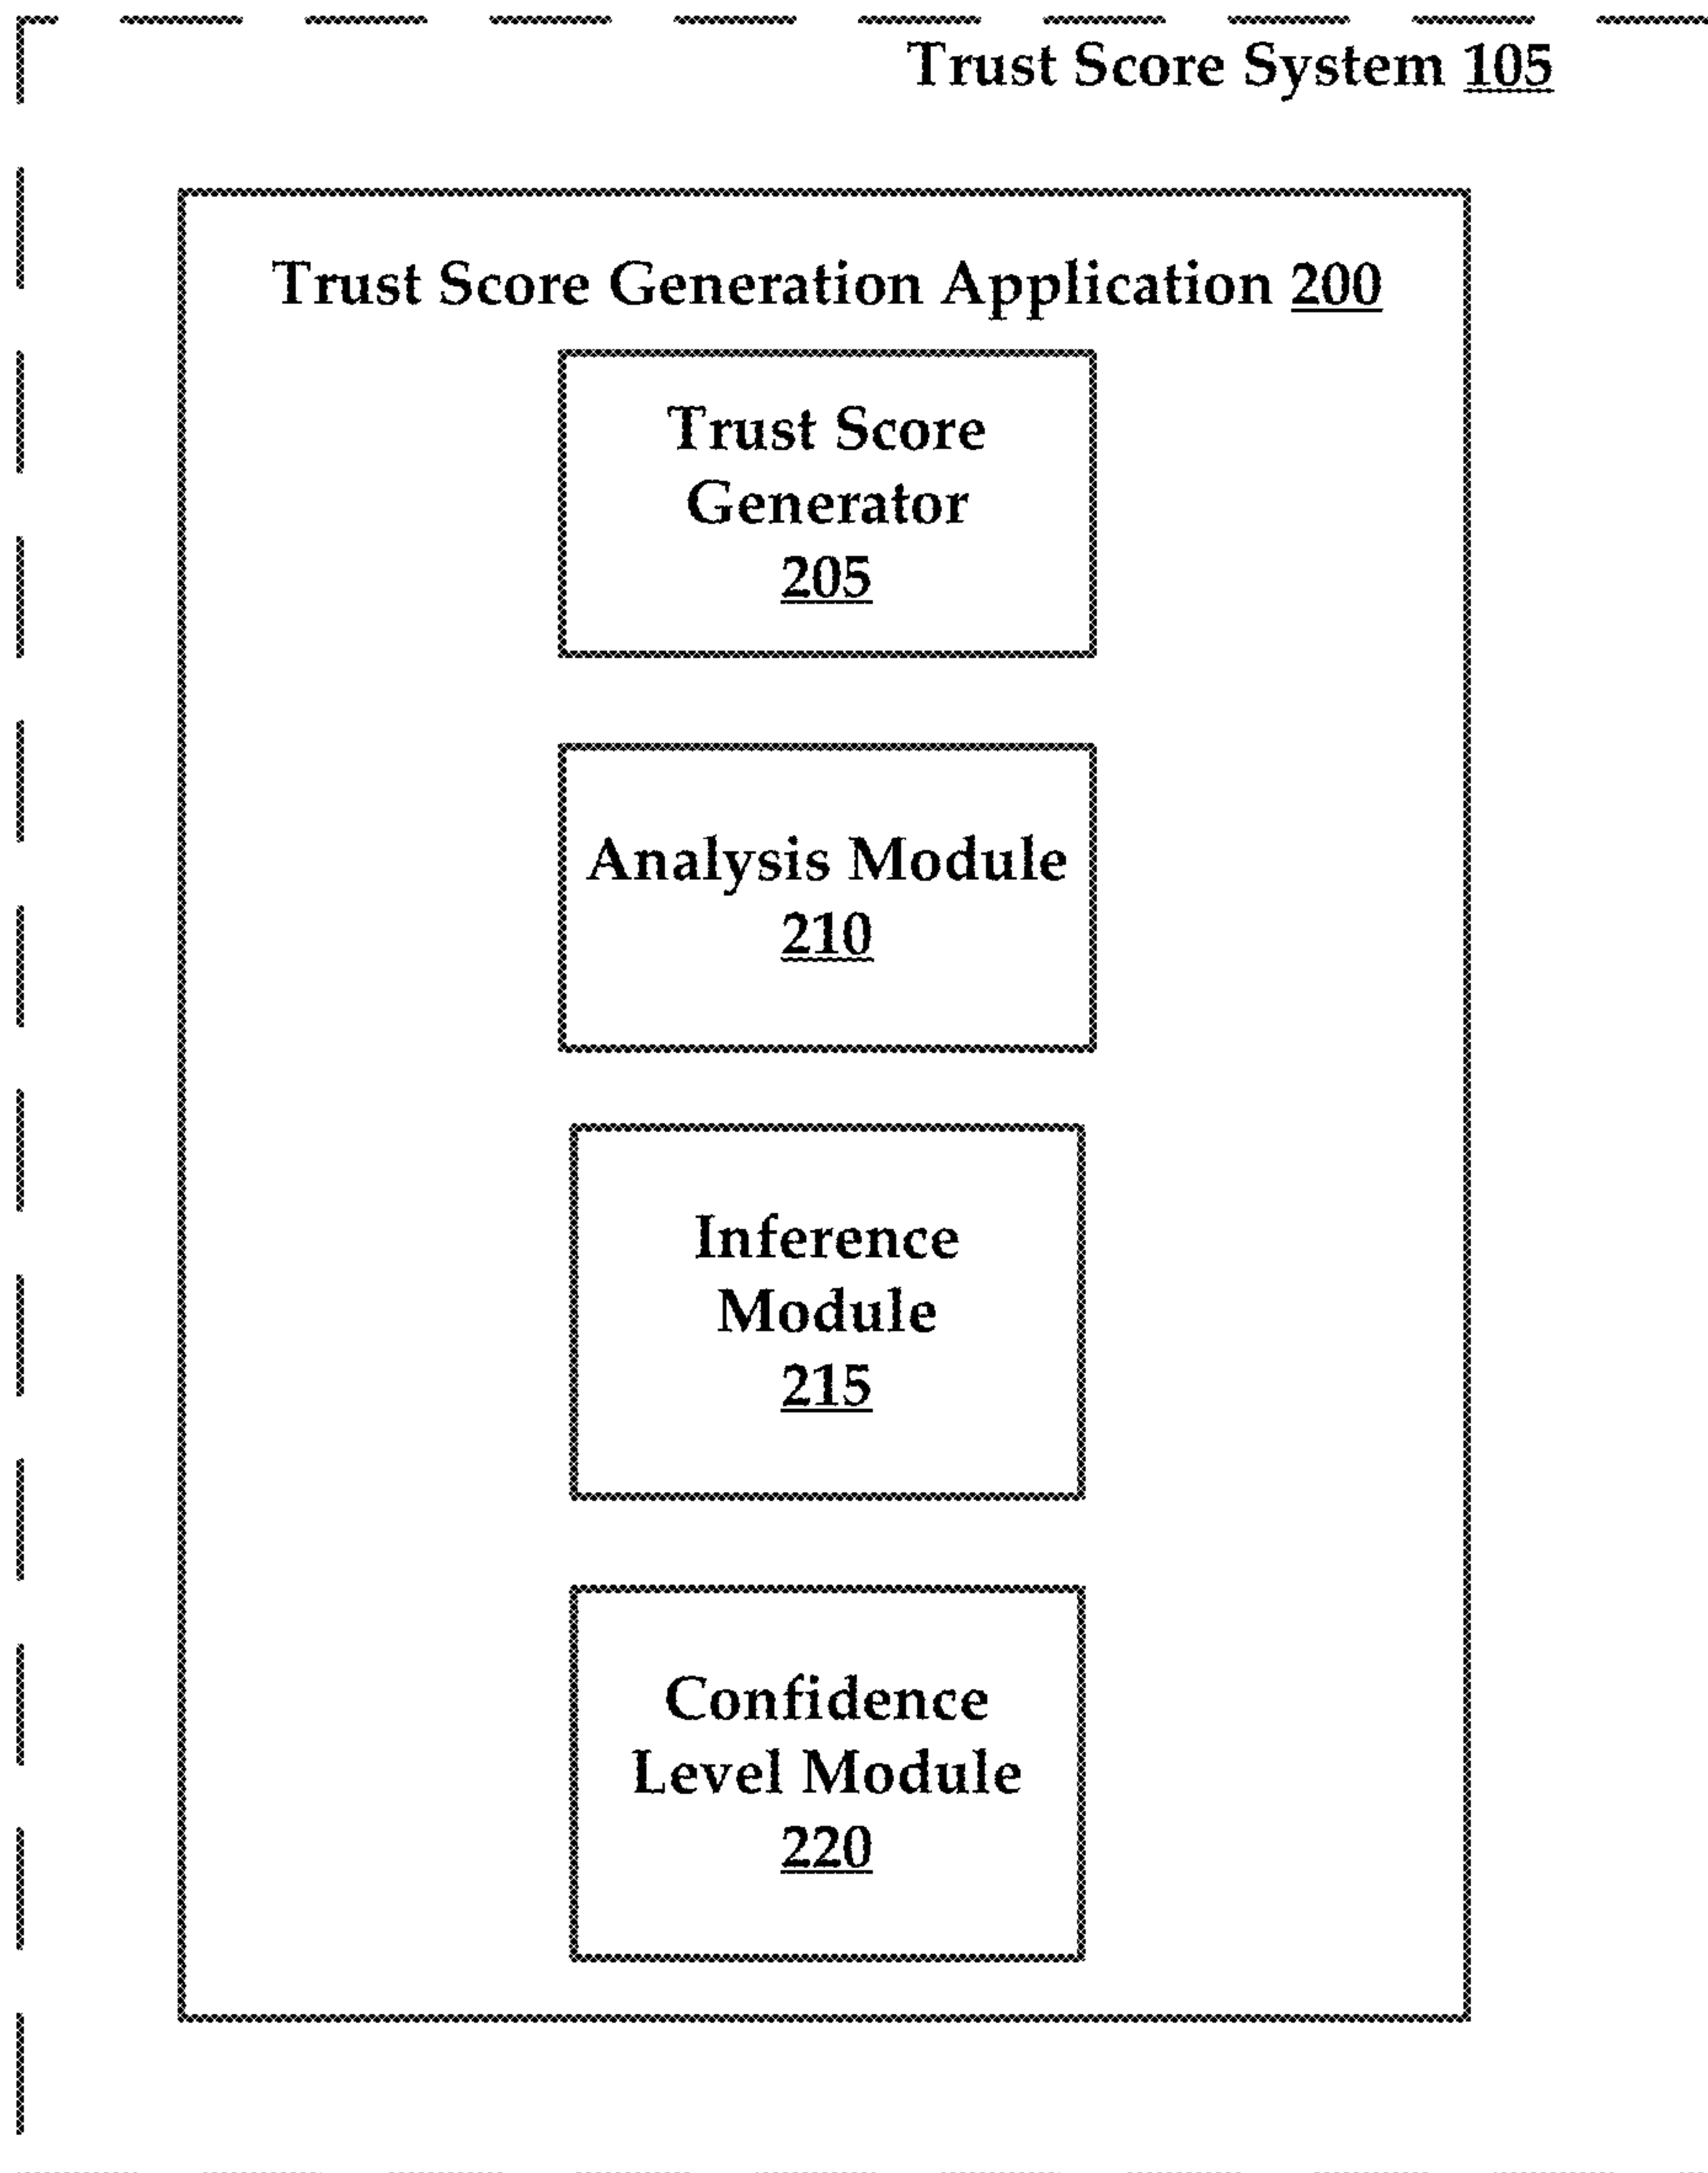 Trust Score System 105
Trust Score Generation Application 200
Trust Score
Generator
205
Analysis Module
210
Inference
Module
215
Confidence
Level Module
220